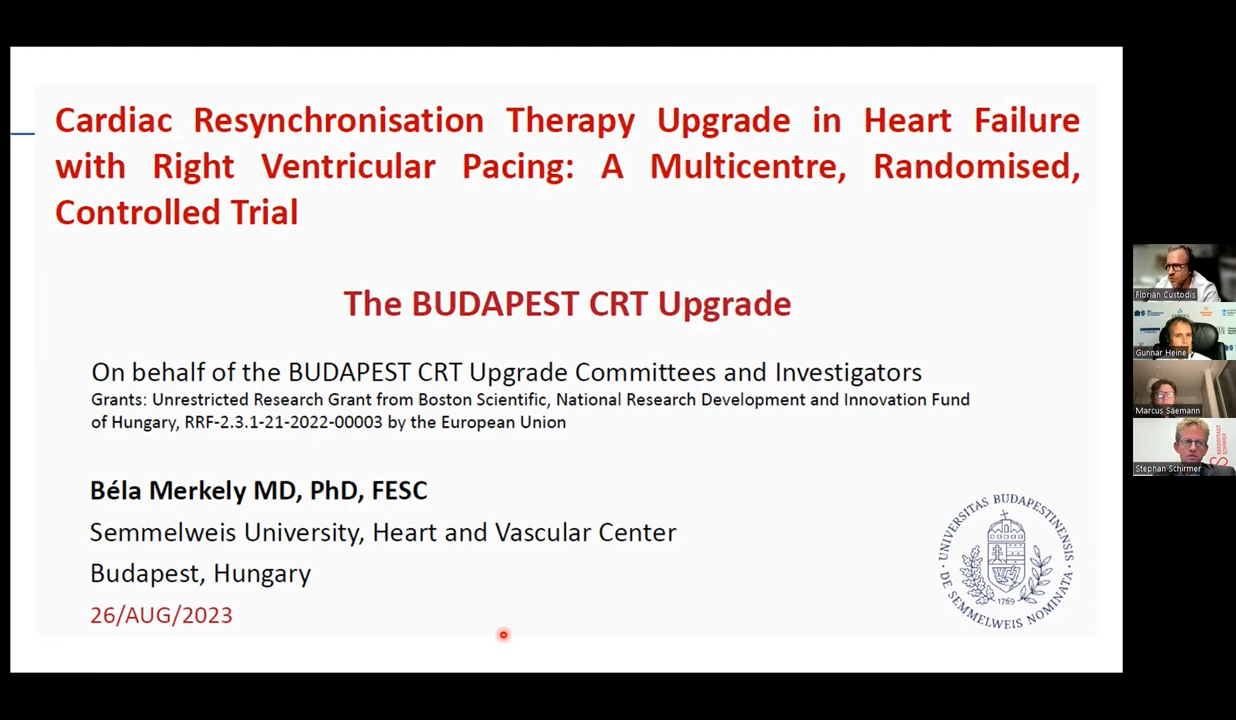 Cardiac Resynchronisation Therapy Upgrade in Heart Failure
with Right Ventricular Pacing: A Multicentre, Randomised,
Controlled Trial
The BUDAPEST CRT Upgrade
On behalf of the BUDAPEST CRT Upgrade Committees and Investigators
Grants: Unrestricted Research Grant from Boston Scientific, National Research Development and Innovation Fund
of Hungary, RRF-2.3.1-21-2022-00003 by the European Union
Béla Merkely MD, PhD, FESC
Semmelweis University, Heart and Vascular Center
Budapest, Hungary
26/AUG/2023
UNIVERSITAS BUDAPESTINENSIS
DE SEMMELWEIS NOMINATA
1769
Florian Custodis
Gunnar Heine
Marcus Säemann
Stephan Schirmer